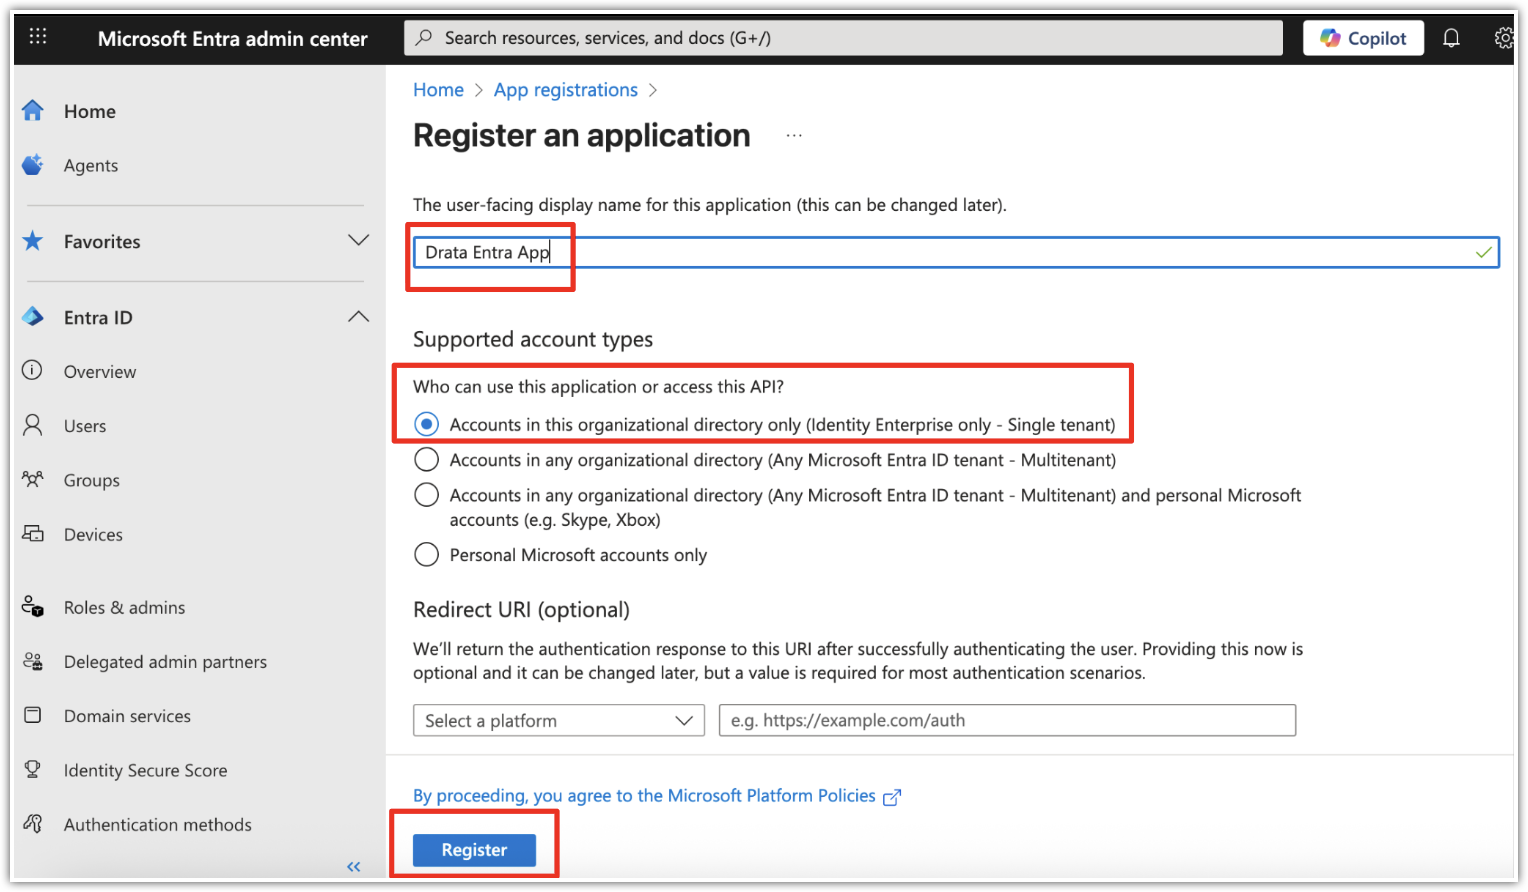 Microsoft Entra admin center
Search resources, services, and docs (G+/)
Copilot
Home
Agents
Favorites
Entra ID
Overview
Users
Groups
Devices
Roles & admins
Delegated admin partners
Domain services
Identity Secure Score
Authentication methods
Home > App registrations >
Register an application
The user-facing display name for this application (this can be changed later).
Drata Entra App
Supported account types
Who can use this application or access this API?
Accounts in this organizational directory only (Identity Enterprise only - Single tenant)
Accounts in any organizational directory (Any Microsoft Entra ID tenant - Multitenant)
Accounts in any organizational directory (Any Microsoft Entra ID tenant - Multitenant) and personal Microsoft
accounts (e.g. Skype, Xbox)
Personal Microsoft accounts only
Redirect URI (optional)
We'll return the authentication response to this URI after successfully authenticating the user. Providing this now is
optional and it can be changed later, but a value is required for most authentication scenarios.
Select a platform
e.g. https://example.com/auth
By proceeding, you agree to the Microsoft Platform Policies
Register